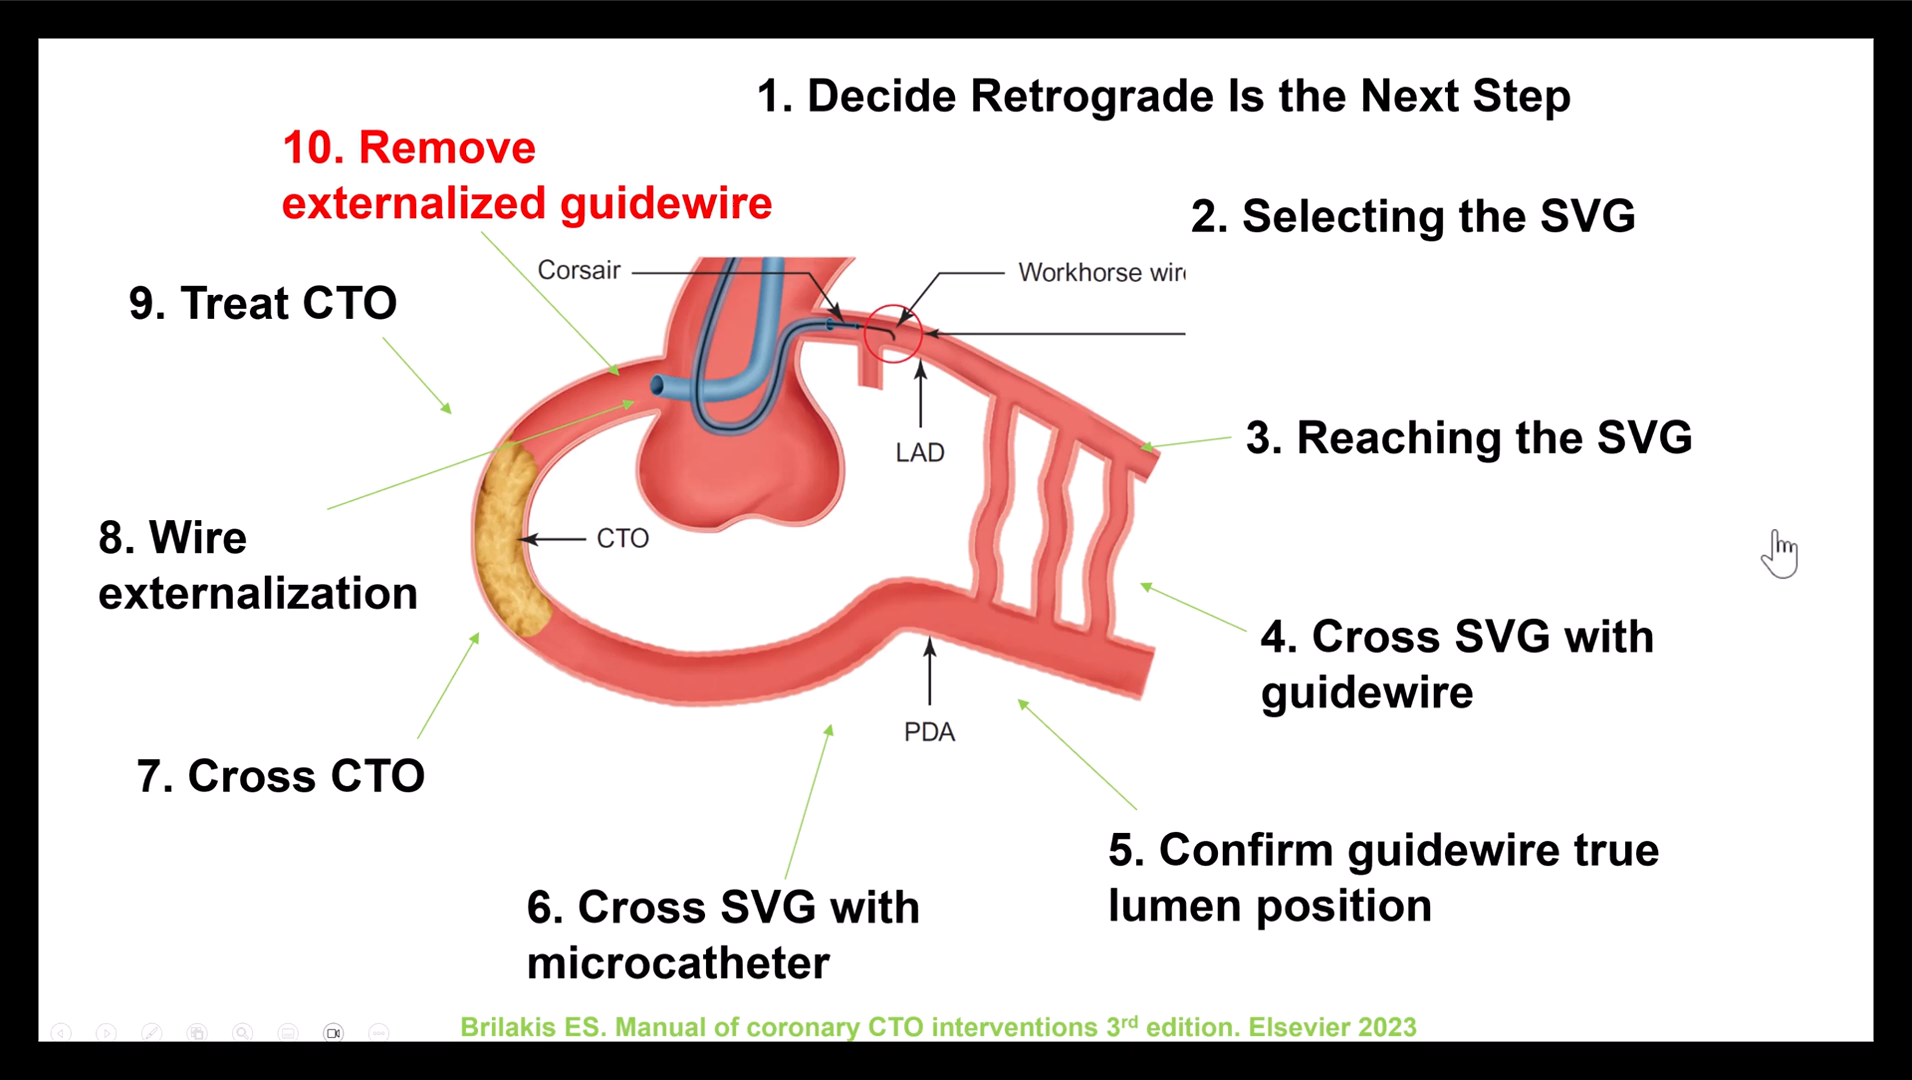 1. Decide Retrograde Is the Next Step
10. Remove
externalized guidewire
2. Selecting the SVG
Corsair
Workhorse
9. Treat CTO
LAD
3. Reaching the SVG
8. Wire
externalization
CTO
4. Cross SVG with
guidewire
PDA
7. Cross CTO
5. Confirm guidewire true
lumen position
6. Cross SVG with
microcatheter
Brilakis ES. Manual of coronary CTO interventions 3rd edition. Elsevier 2023